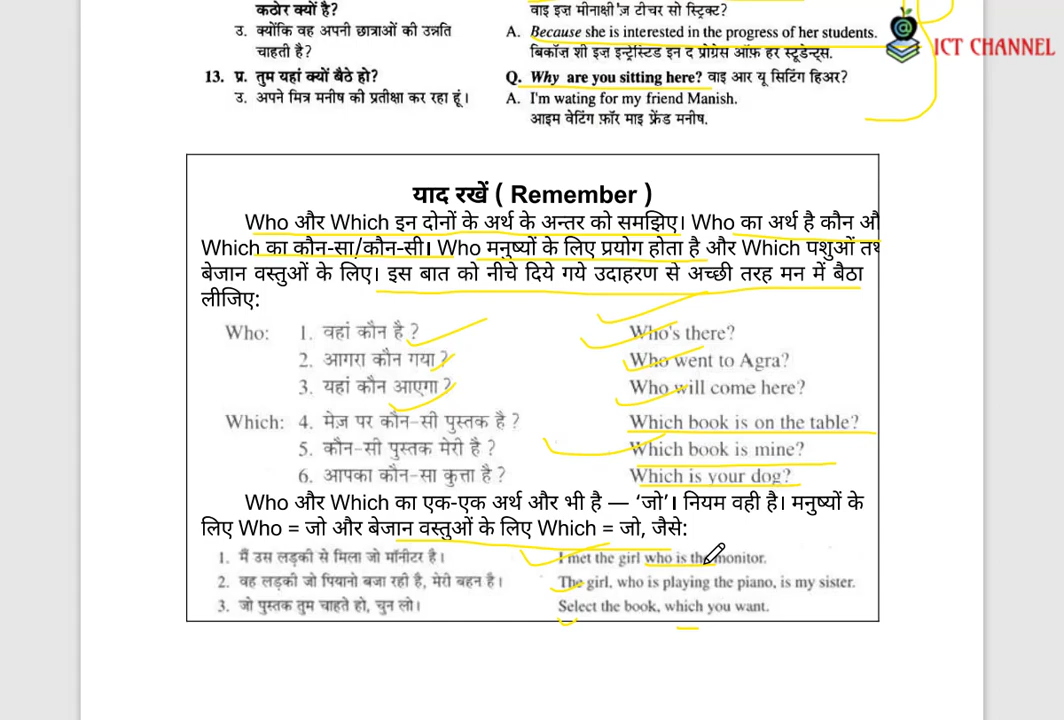 कठोर क्यों है?
वाइ इज़ मीनाक्षी'ज़ टीचर सो स्ट्रिक्ट?
उ. क्योंकि वह अपनी छात्राओं की उन्नति
चाहती है?
A. Because she is interested in the progress of her students.
बिकॉज़ शी इज़ इन्ट्रेस्टिड इन द प्रोग्रेस ऑफ़ हर स्टूडेन्ट्स.
ICT CHANNEL
13. प्र. तुम यहां क्यों बैठे हो?
Q. Why are you sitting here? वाइ आर यू सिटिंग हिअर?
उ. अपने मित्र मनीष की प्रतीक्षा कर रहा हूं।
A. I'm wating for my friend Manish.
आइम वेटिंग फ़ॉर माइ फ्रेंड मनीष.
याद रखें ( Remember )
Who और Which इन दोनों के अर्थ के अन्तर को समझिए। Who का अर्थ है कौन औ
Which का कौन-सा/कौन-सी। Who मनुष्यों के लिए प्रयोग होता है और Which पशुओं
बेजान वस्तुओं के लिए। इस बात को नीचे दिये गये उदाहरण से अच्छी तरह मन में बैठा
लीजिए:
Who: 1. वहां कौन है ? Who's there?
2. आगरा कौन गया ? Who went to Agra?
3. यहां कौन आएगा ? Who will come here?
Which: 4. मेज़ पर कौन-सी पुस्तक है ? Which book is on the table?
5. कौन-सी पुस्तक मेरी है ? Which book is mine?
6. आपका कौन-सा कुत्ता है ? Which is your dog?
Who और Which का एक-एक अर्थ और भी है — 'जो'। नियम वही है। मनुष्यों के
लिए Who = जो और बेजान वस्तुओं के लिए Which = जो, जैसे:
1. मैं उस लड़की से मिला जो मॉनीटर है। I met the girl who is the monitor.
2. वह लड़की जो पियानो बजा रही है, मेरी बहन है। The girl, who is playing the piano, is my sister.
3. जो पुस्तक तुम चाहते हो, चुन लो। Select the book, which you want.